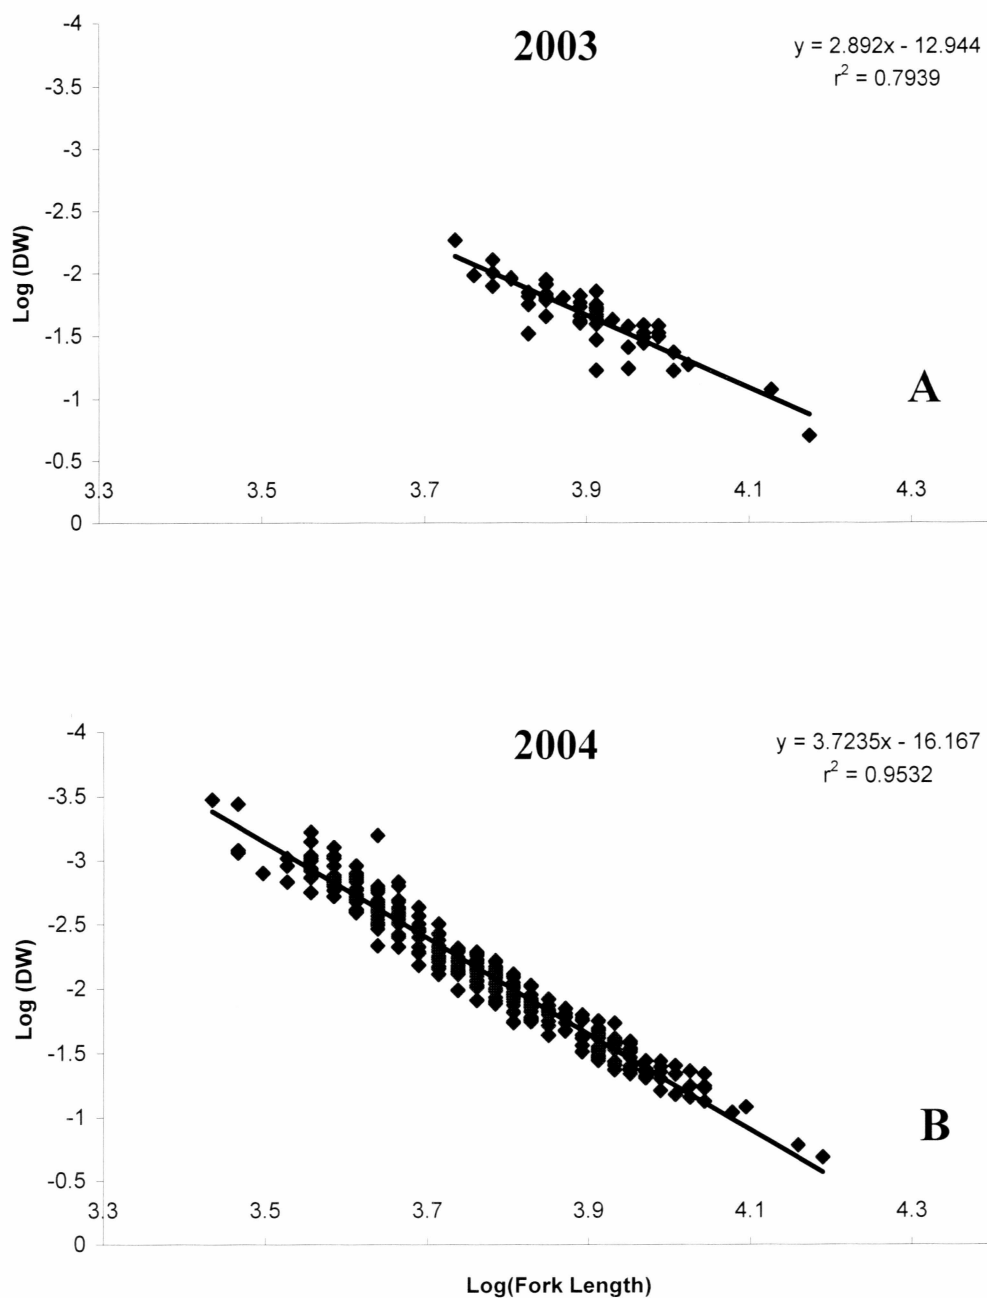 2003
y = 2.892x - 12.944
r² = 0.7939
-4
-3.5
-3
-2.5
-2
-1.5
-1
-0.5
0
Log (DW)
3.3 3.5 3.7 3.9 4.1 4.3
A
2004
y = 3.7235x - 16.167
r² = 0.9532
-4
-3.5
-3
-2.5
-2
-1.5
-1
-0.5
0
Log (DW)
3.3 3.5 3.7 3.9 4.1 4.3
B
Log(Fork Length)